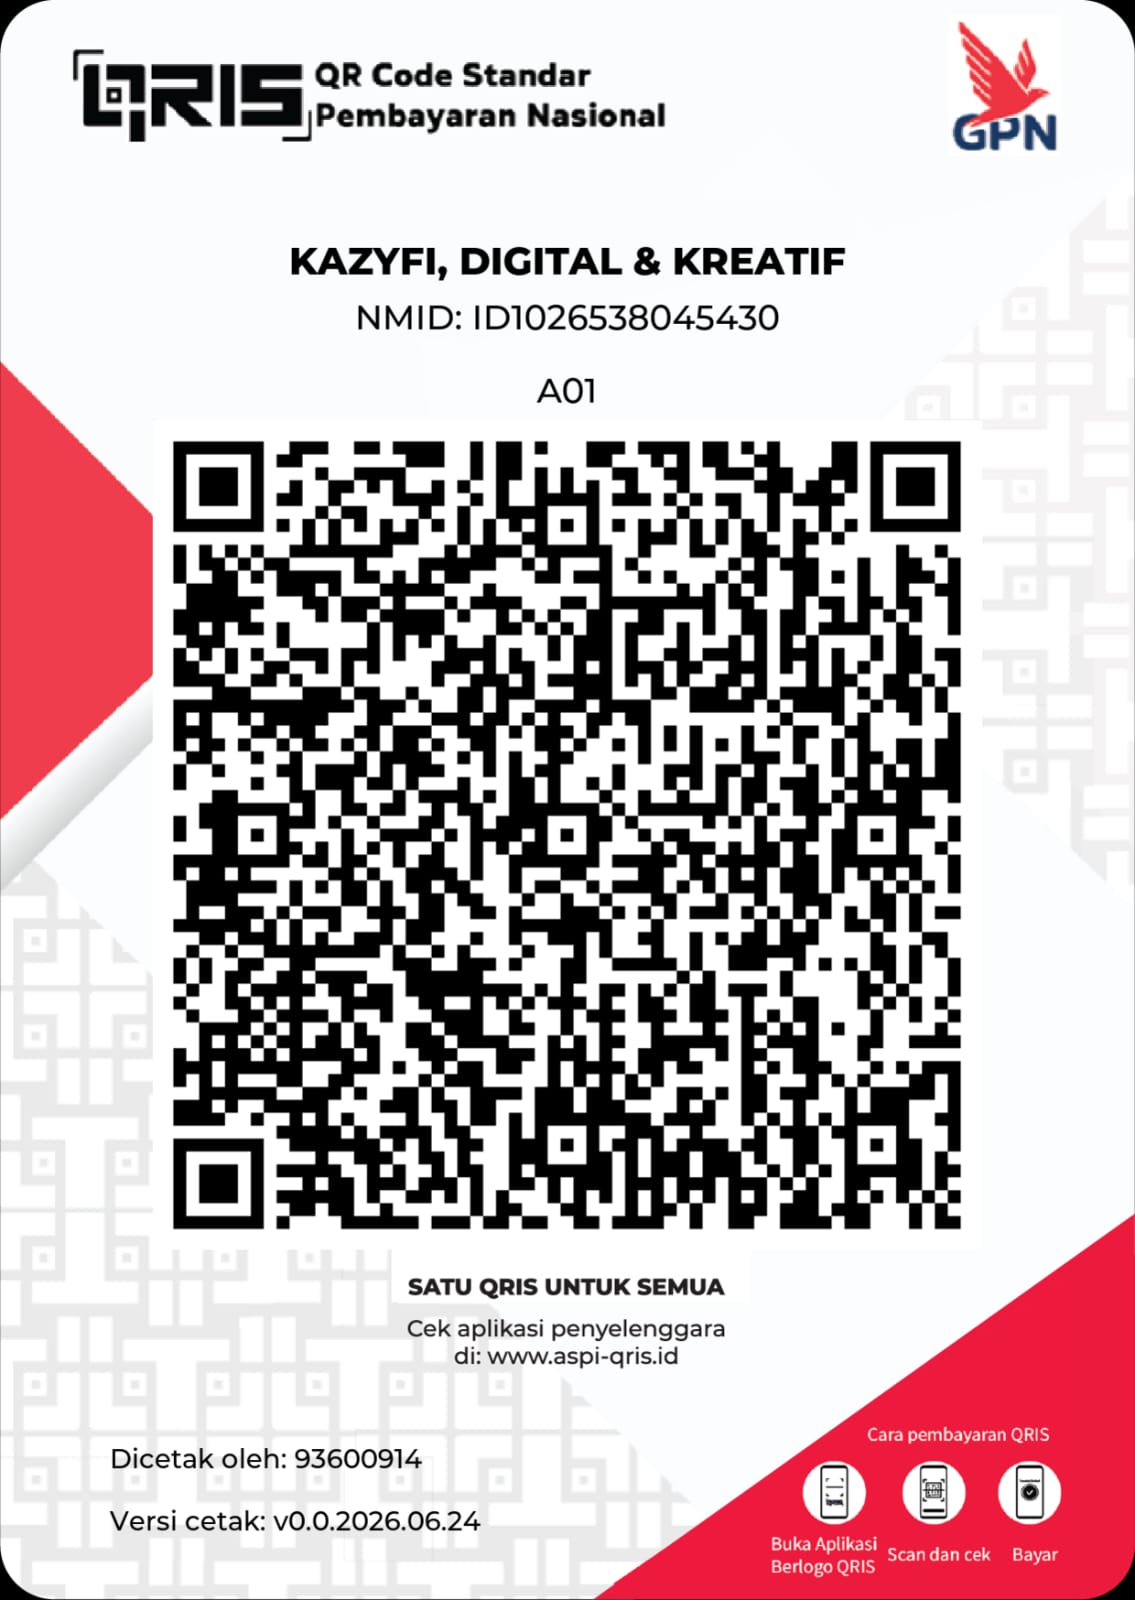 QRIS
QR Code Standar
Pembayaran Nasional
GPN
KAZYFI, DIGITAL & KREATIF
NMID: ID1026538045430
A01
SATU QRIS UNTUK SEMUA
Cek aplikasi penyelenggara
di: www.aspi-qris.id
Dicetak oleh: 93600914
Versi cetak: v0.0.2026.06.24
Cara pembayaran QRIS
Buka Aplikasi
Berlogo QRIS
Scan dan cek
Bayar